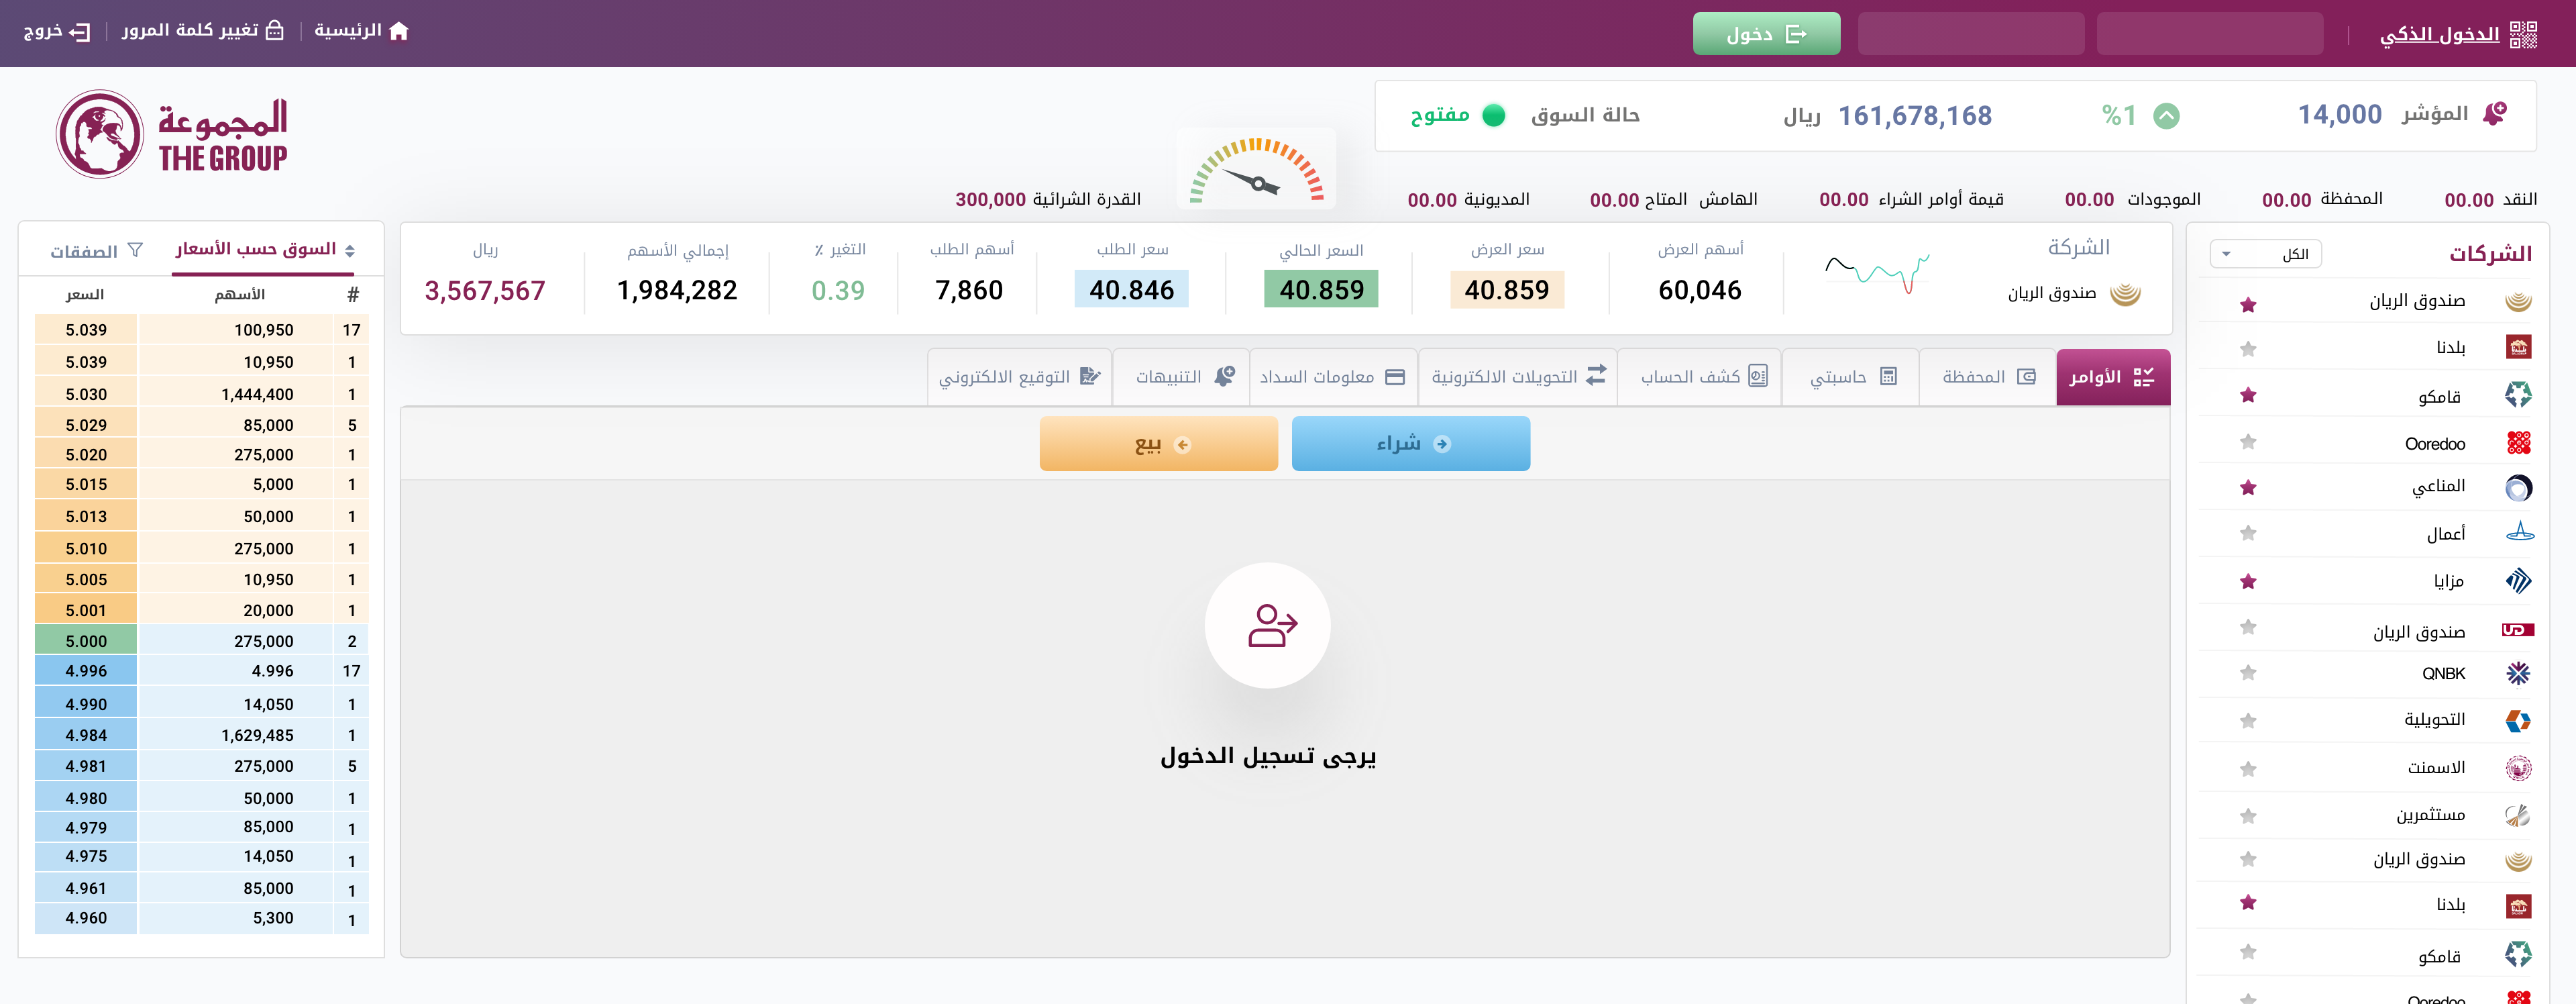 الدخول الذكي
دخول
الرئيسية
تغيير كلمة المرور
خروج
المؤشر 14,000
%1
161,678,168 ريال
حالة السوق
مفتوح
المجموعة
THE GROUP
النقد 00.00
المحفظة 00.00
الموجودات 00.00
قيمة أوامر الشراء 00.00
الهامش المتاح 00.00
المديونية 00.00
القدرة الشرائية 300,000
الشركات
الكل
صندوق الريان
بلدنا
قامكو
Ooredoo
المناعي
أعمال
مزايا
صندوق الريان
QNBK
التحويلية
الاسمنت
مستثمرين
صندوق الريان
بلدنا
قامكو
Ooredoo
الشركة
صندوق الريان
أسهم العرض
60,046
سعر العرض
40.859
السعر الحالي
40.859
سعر الطلب
40.846
أسهم الطلب
7,860
التغير ٪
0.39
إجمالي الأسهم
1,984,282
ريال
3,567,567
الأوامر
المحفظة
حاسبتي
كشف الحساب
التحويلات الالكترونية
معلومات السداد
التنبيهات
التوقيع الالكتروني
شراء
بيع
يرجى تسجيل الدخول
السوق حسب الأسعار
الصفقات
# الأسهم السعر
17 100,950 5.039
1 10,950 5.039
1 1,444,400 5.030
5 85,000 5.029
1 275,000 5.020
1 5,000 5.015
1 50,000 5.013
1 275,000 5.010
1 10,950 5.005
1 20,000 5.001
2 275,000 5.000
17 4.996 4.996
1 14,050 4.990
1 1,629,485 4.984
5 275,000 4.981
1 50,000 4.980
1 85,000 4.979
1 14,050 4.975
1 85,000 4.961
1 5,300 4.960